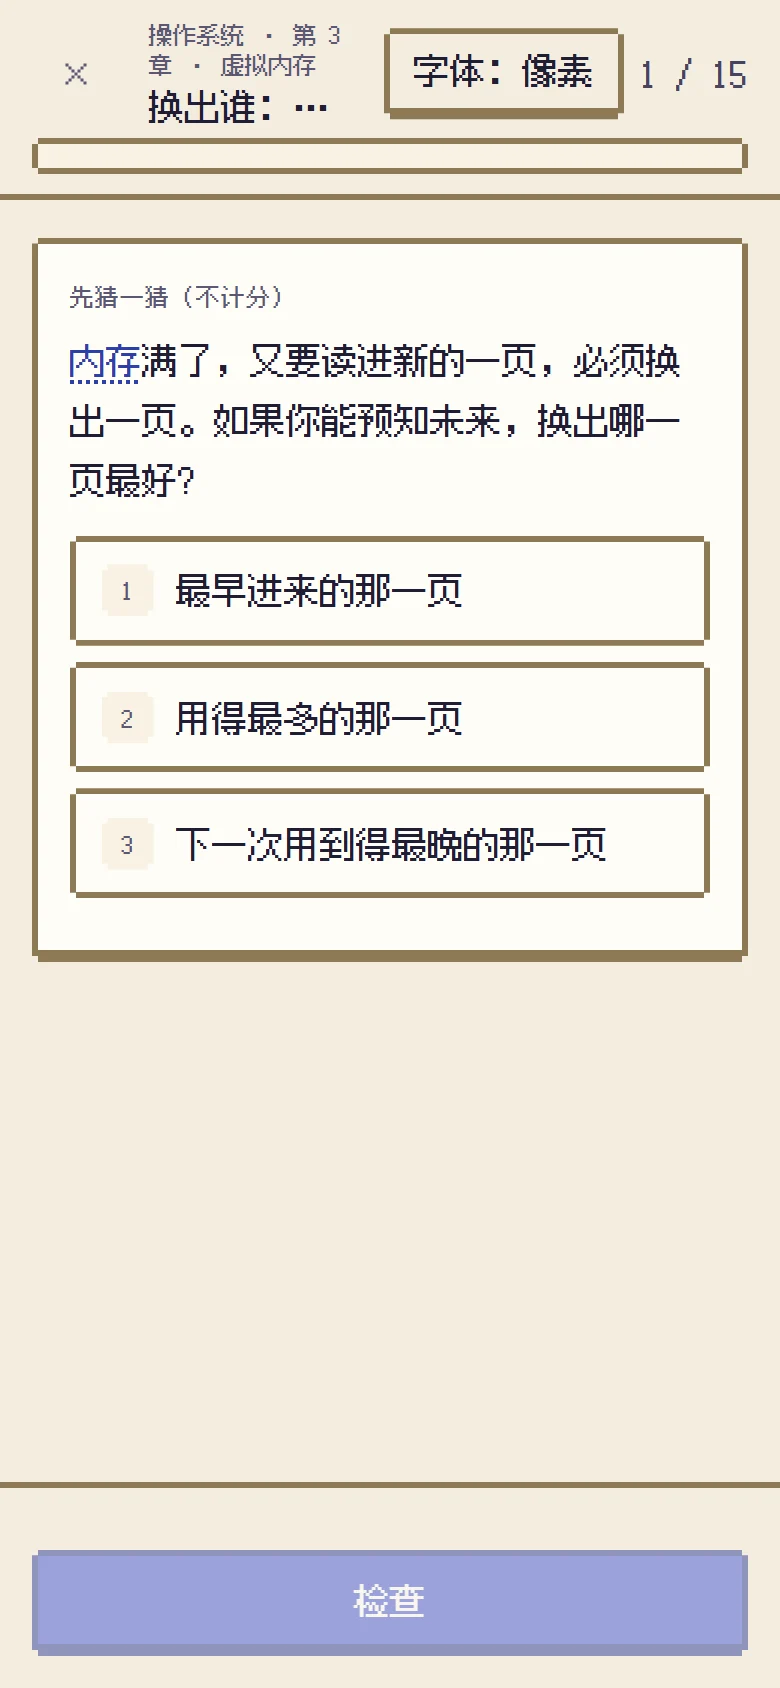 操作系统 · 第 3
章 · 虚拟内存
换出谁：…
字体：像素
1 / 15
先猜一猜（不计分）
内存满了，又要读进新的一页，必须换
出一页。如果你能预知未来，换出哪一
页最好？
1 最早进来的那一页
2 用得最多的那一页
3 下一次用到得最晚的那一页
检查